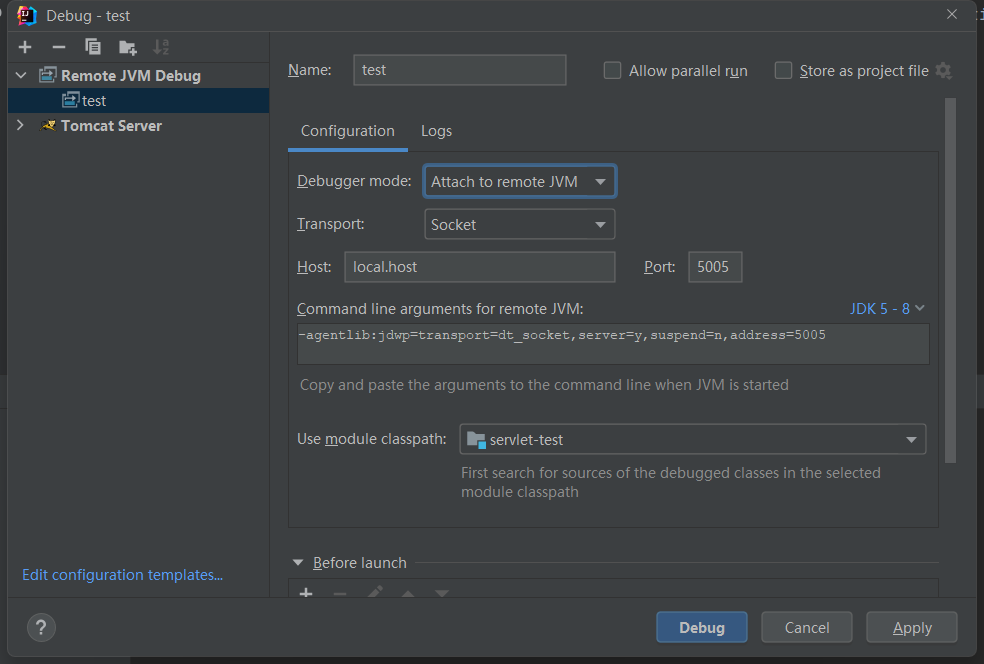 Debug - test
Remote JVM Debug
test
Tomcat Server
Edit configuration templates...
Name:
test
Allow parallel run
Store as project file
Configuration
Logs
Debugger mode:
Attach to remote JVM
Transport:
Socket
Host:
local.host
Port:
5005
Command line arguments for remote JVM:
JDK 5 - 8
-agentlib:jdwp=transport=dt_socket,server=y,suspend=n,address=5005
Copy and paste the arguments to the command line when JVM is started
Use module classpath:
servlet-test
First search for sources of the debugged classes in the selected
module classpath
Before launch
?
Debug
Cancel
Apply